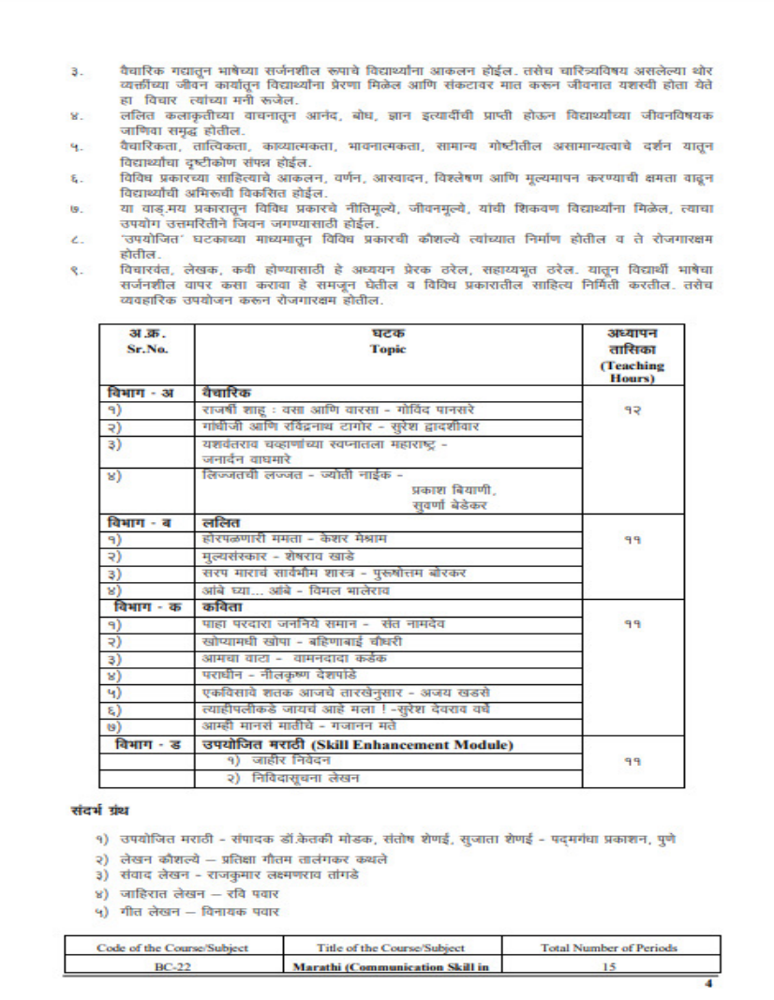 ३.	वैचारिक गद्यातून भाषेच्या सर्जनशील रूपाचे विद्यार्थ्यांना आकलन होईल. तसेच चारित्र्यविषय असलेल्या थोर
व्यक्तींच्या जीवन कार्यातून विद्यार्थ्यांना प्रेरणा मिळेल आणि संकटावर मात करून जीवनात यशस्वी होता येते
हा विचार त्यांच्या मनी रूजेल.
४.	ललित कलाकृतीच्या वाचनातून आनंद, बोध, ज्ञान इत्यादींची प्राप्ती होऊन विद्यार्थ्यांच्या जीवनविषयक
जाणिवा समृद्ध होतील.
५.	वैचारिकता, तात्विकता, काव्यात्मकता, भावनात्मकता, सामान्य गोष्टीतील असामान्यत्वाचे दर्शन यातून
विद्यार्थ्यांचा दृष्टीकोण संपन्न होईल.
६.	विविध प्रकारच्या साहित्याचे आकलन, वर्णन, आस्वादन, विश्लेषण आणि मूल्यमापन करण्याची क्षमता वाढून
विद्यार्थ्यांची अभिरूची विकसित होईल.
७.	या वाङ्.मय प्रकारातून विविध प्रकारचे नीतिमूल्ये, जीवनमूल्ये, यांची शिकवण विद्यार्थ्यांना मिळेल, त्याचा
उपयोग उत्तमरितीने जिवन जगण्यासाठी होईल.
८.	'उपयोजित' घटकाच्या माध्यमातून विविध प्रकारची कौशल्ये त्यांच्यात निर्माण होतील व ते रोजगारक्षम
होतील.
९.	विचारवंत, लेखक, कवी होण्यासाठी हे अध्ययन प्रेरक ठरेल, सहाय्यभूत ठरेल. यातून विद्यार्थी भाषेचा
सर्जनशील वापर कसा करावा हे समजून घेतील व विविध प्रकारातील साहित्य निर्मिती करतील. तसेच
व्यवहारिक उपयोजन करून रोजगारक्षम होतील.
अ.क्र.	घटक	अध्यापन
Sr.No.	Topic	तासिका
(Teaching
Hours)
विभाग - अ	वैचारिक
१)	राजर्षी शाहू : वसा आणि वारसा - गोविंद पानसरे	१२
२)	गांधीजी आणि रविंद्रनाथ टागोर - सुरेश द्वादशीवार
३)	यशवंतराव चव्हाणांच्या स्वप्नातला महाराष्ट्र -
जनार्दन वाघमारे
४)	लिज्जतची लज्जत - ज्योती नाईक -
प्रकाश बियाणी,
सुवर्णा बेडेकर
विभाग - ब	ललित
१)	होरपळणारी ममता - केशर मेश्राम	११
२)	मुल्यसंस्कार - शेषराव खाडे
३)	सरप माराचं सार्वभौम शास्त्र - पुरूषोत्तम बोरकर
४)	आंबे घ्या... आंबे - विमल भालेराव
विभाग - क	कविता
१)	पाहा परदारा जननिये समान - संत नामदेव	११
२)	खोप्यामधी खोपा - बहिणाबाई चौधरी
३)	आमचा वाटा - वामनदादा कर्डक
४)	पराधीन - नीलकृष्ण देशपांडे
५)	एकविसावे शतक आजचे तारखेनुसार - अजय खडसे
६)	त्याहीपलीकडे जायचं आहे मला ! -सुरेश देवराव वर्धे
७)	आम्ही मानसं मातीचे - गजानन मते
विभाग - ड	उपयोजित मराठी (Skill Enhancement Module)
१) जाहीर निवेदन	११
२) निविदासूचना लेखन
संदर्भ ग्रंथ
१) उपयोजित मराठी - संपादक डॉ.केतकी मोडक, संतोष शेणई, सुजाता शेणई - पद्मगंधा प्रकाशन, पुणे
२) लेखन कौशल्ये – प्रतिक्षा गौतम तालंगकर कथले
३) संवाद लेखन - राजकुमार लक्ष्मणराव तांगडे
४) जाहिरात लेखन – रवि पवार
५) गीत लेखन – विनायक पवार
Code of the Course/Subject	Title of the Course/Subject	Total Number of Periods
BC-22	Marathi (Communication Skill in	15
4